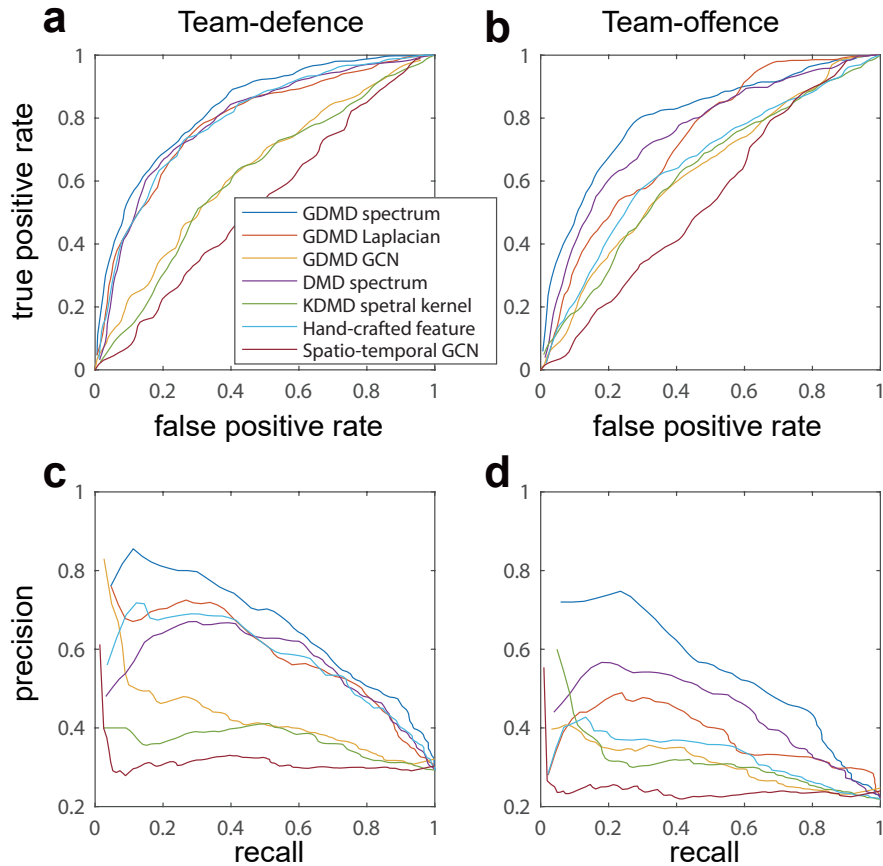 a Team-defence
b Team-offence
true positive rate
1
0.8
0.6
0.4
0.2
0
0 0.2 0.4 0.6 0.8 1
false positive rate
GDMD spectrum
GDMD Laplacian
GDMD GCN
DMD spectrum
KDMD spetral kernel
Hand-crafted feature
Spatio-temporal GCN
1
0.8
0.6
0.4
0.2
0
0 0.2 0.4 0.6 0.8 1
false positive rate
c
precision
1
0.8
0.6
0.4
0.2
0 0.2 0.4 0.6 0.8 1
recall
d
1
0.8
0.6
0.4
0.2
0 0.2 0.4 0.6 0.8 1
recall